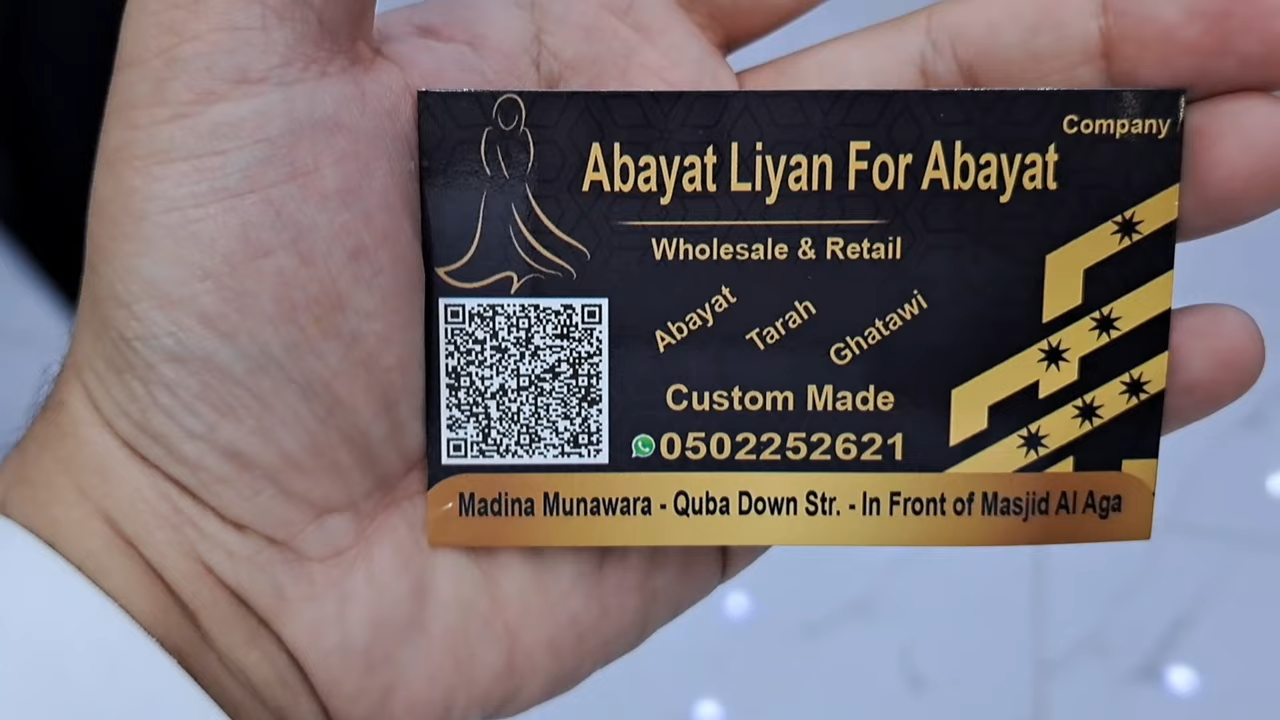 Company
Abayat Liyan For Abayat
Wholesale & Retail
Abayat Tarah Ghatawi
Custom Made
0502252621
Madina Munawara - Quba Down Str. - In Front of Masjid Al Aga